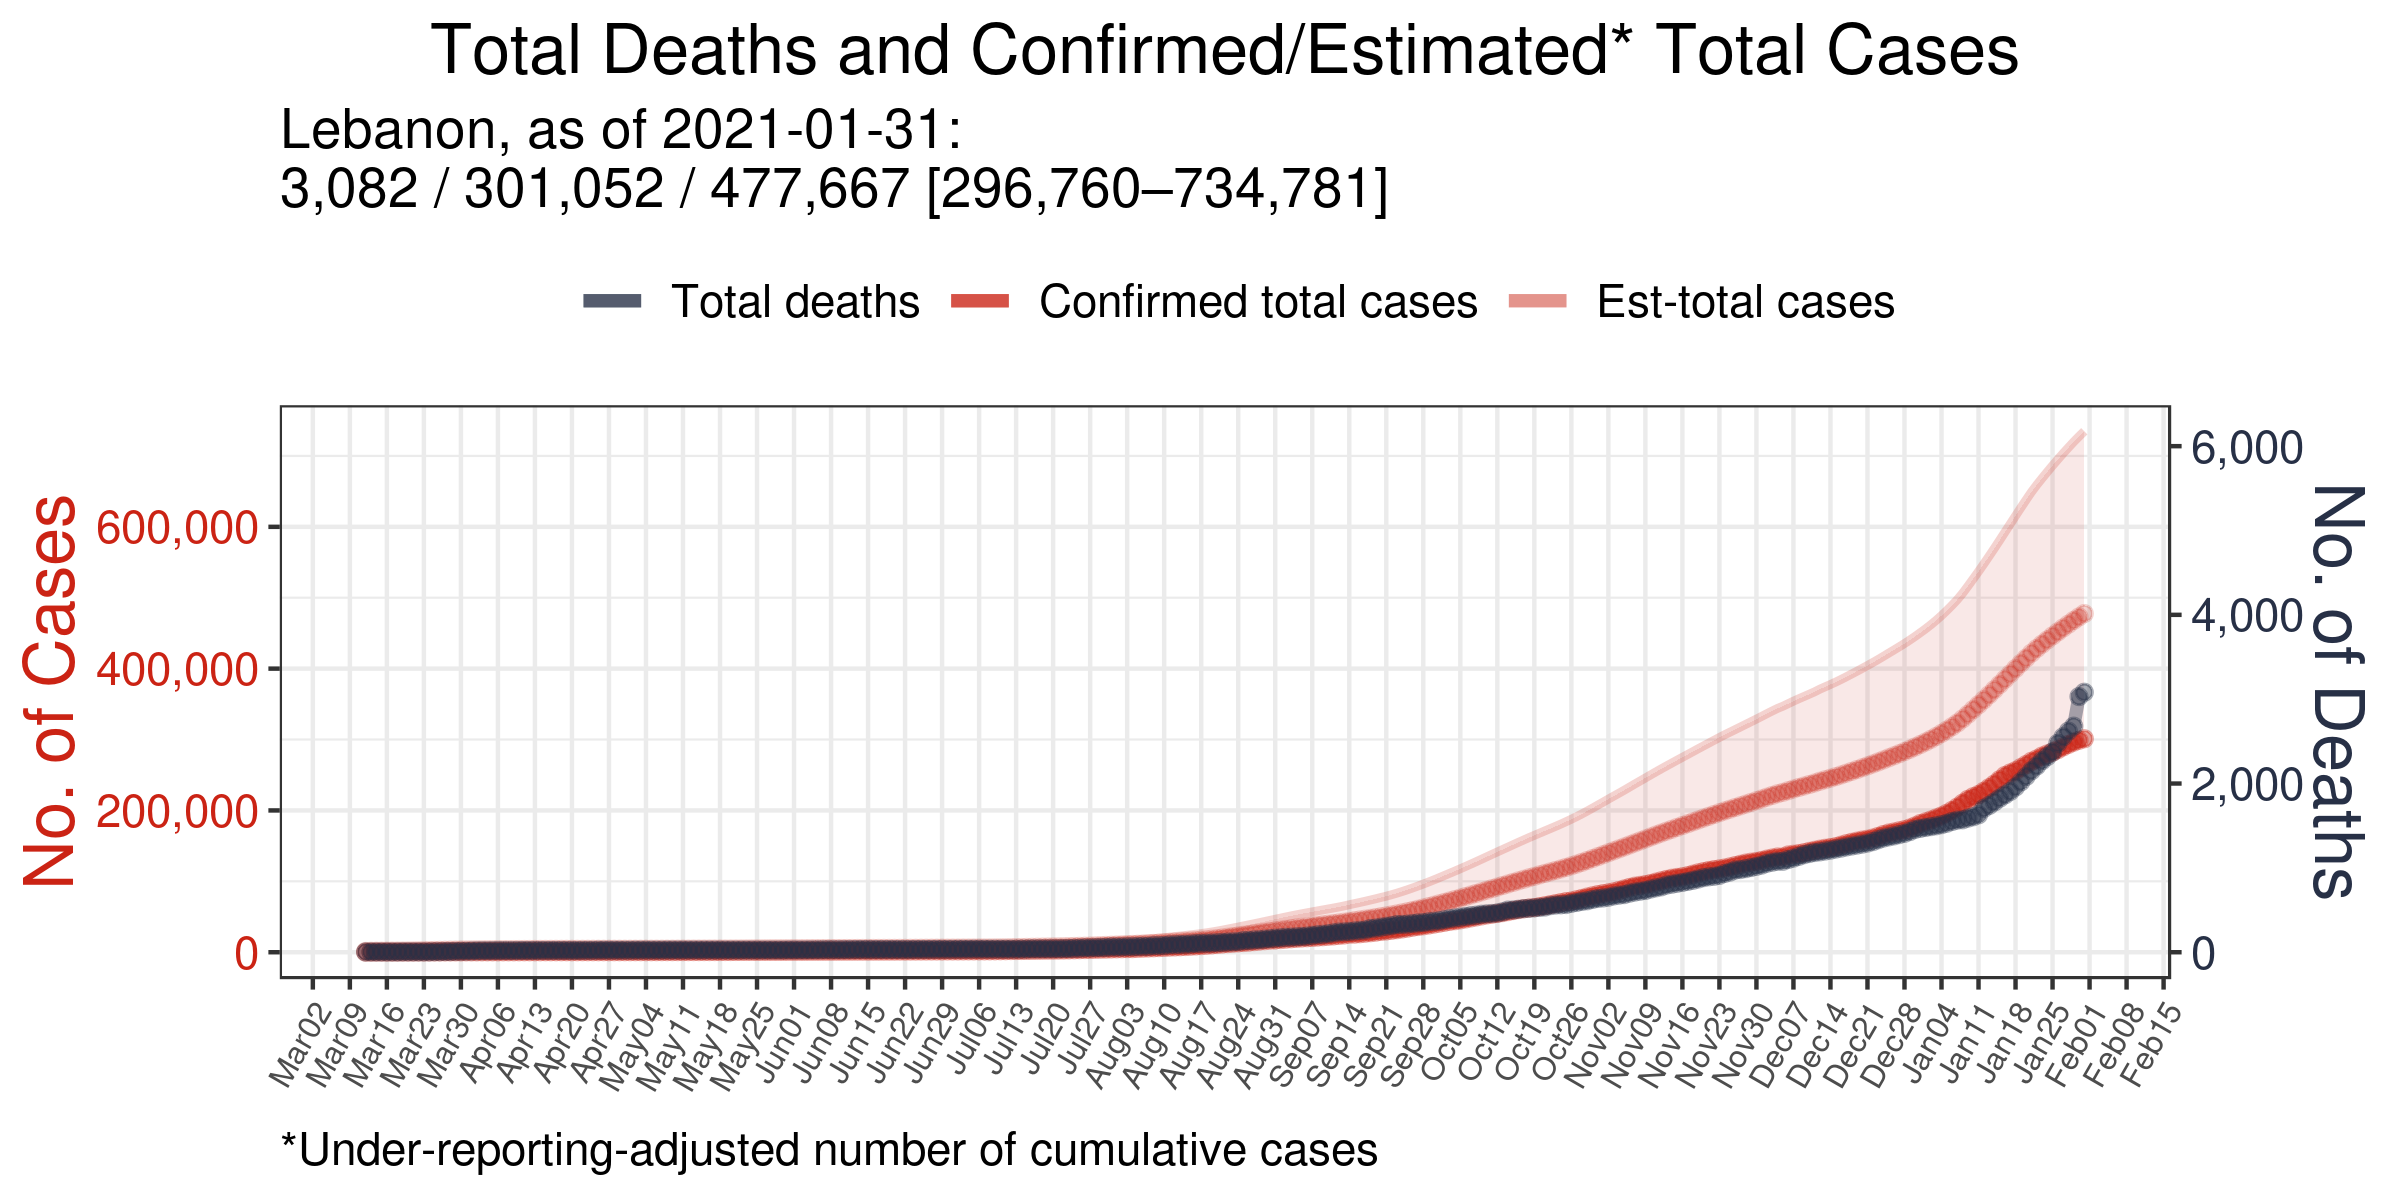 Total Deaths and Confirmed/Estimated* Total Cases
Lebanon, as of 2021-01-31:
3,082 / 301,052 / 477,667 [296,760–734,781]
Total deaths
Confirmed total cases
Est-total cases
No. of Cases
600,000
400,000
200,000
0
6,000
4,000
2,000
0
No. of Deaths
Mar02
Mar09
Mar16
Mar23
Mar30
Apr06
Apr13
Apr20
Apr27
May04
May11
May18
May25
Jun01
Jun08
Jun15
Jun22
Jun29
Jul06
Jul13
Jul20
Jul27
Aug03
Aug10
Aug17
Aug24
Aug31
Sep07
Sep14
Sep21
Sep28
Oct05
Oct12
Oct19
Oct26
Nov02
Nov09
Nov16
Nov23
Nov30
Dec07
Dec14
Dec21
Dec28
Jan04
Jan11
Jan18
Jan25
Feb01
Feb08
Feb15
*Under-reporting-adjusted number of cumulative cases